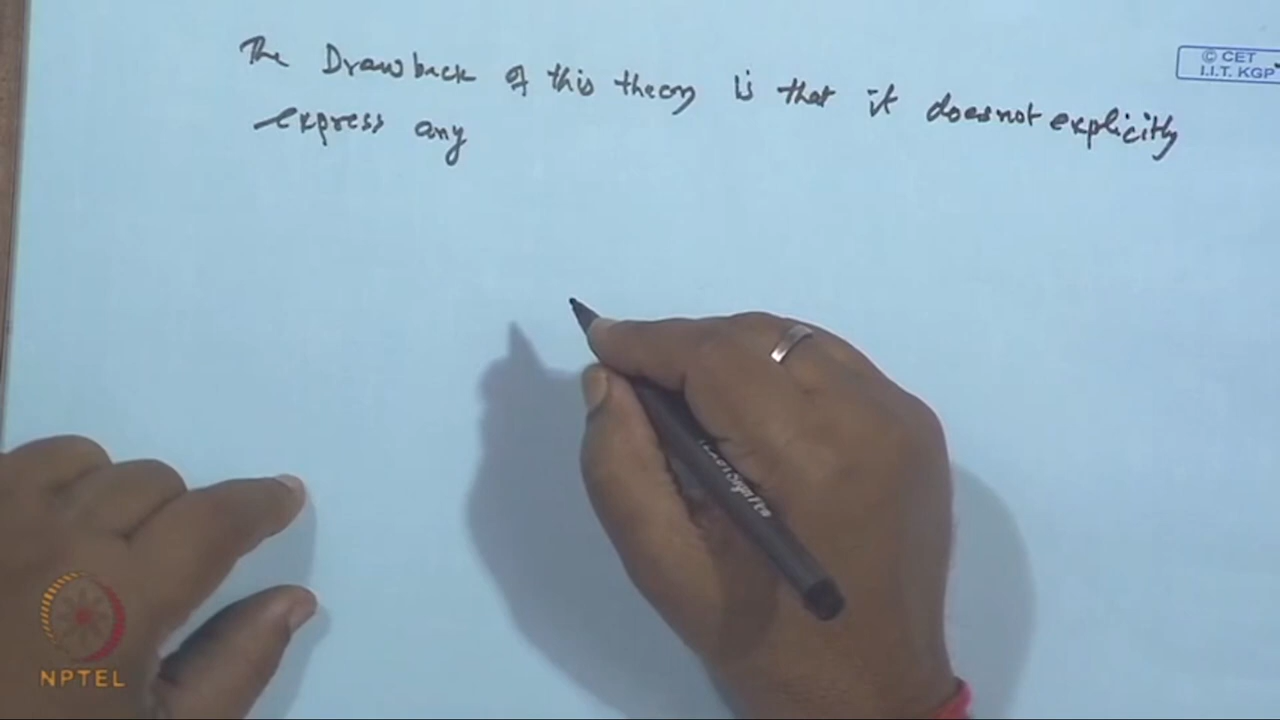 The Drawback of this theory is that it doesnot explicitly
express any
© CET
I.I.T. KGP
NPTEL